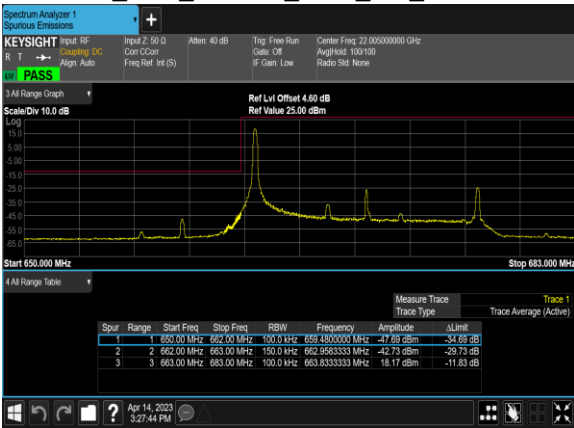 Spectrum Analyzer 1
Spurious Emissions
+
KEYSIGHT Input: RF Input Z: 50 Ω Atten: 40 dB Trig: Free Run Center Freq: 22.005000000 GHz
R T Coupling: DC Corr CCorr Gate: Off Avg|Hold: 100/100
Align: Auto Freq Ref: Int (S) IF Gain: Low Radio Std: None
PASS
3 All Range Graph
Ref Lvl Offset 4.60 dB
Scale/Div 10.0 dB Ref Value 25.00 dBm
Log
15.0
5.00
-5.00
-15.0
-25.0
-35.0
-45.0
-55.0
-65.0
Start 650.000 MHz Stop 683.000 MHz
4 All Range Table
Measure Trace Trace 1
Trace Type Trace Average (Active)
Spur Range Start Freq Stop Freq RBW Frequency Amplitude ΔLimit
1 1 650.00 MHz 662.00 MHz 100.0 kHz 659.4800000 MHz -47.69 dBm -34.69 dB
2 2 662.00 MHz 663.00 MHz 150.0 kHz 662.9583333 MHz -42.73 dBm -29.73 dB
3 3 663.00 MHz 683.00 MHz 100.0 kHz 663.8333333 MHz 18.17 dBm -11.83 dB
? Apr 14, 2023
3:27:44 PM